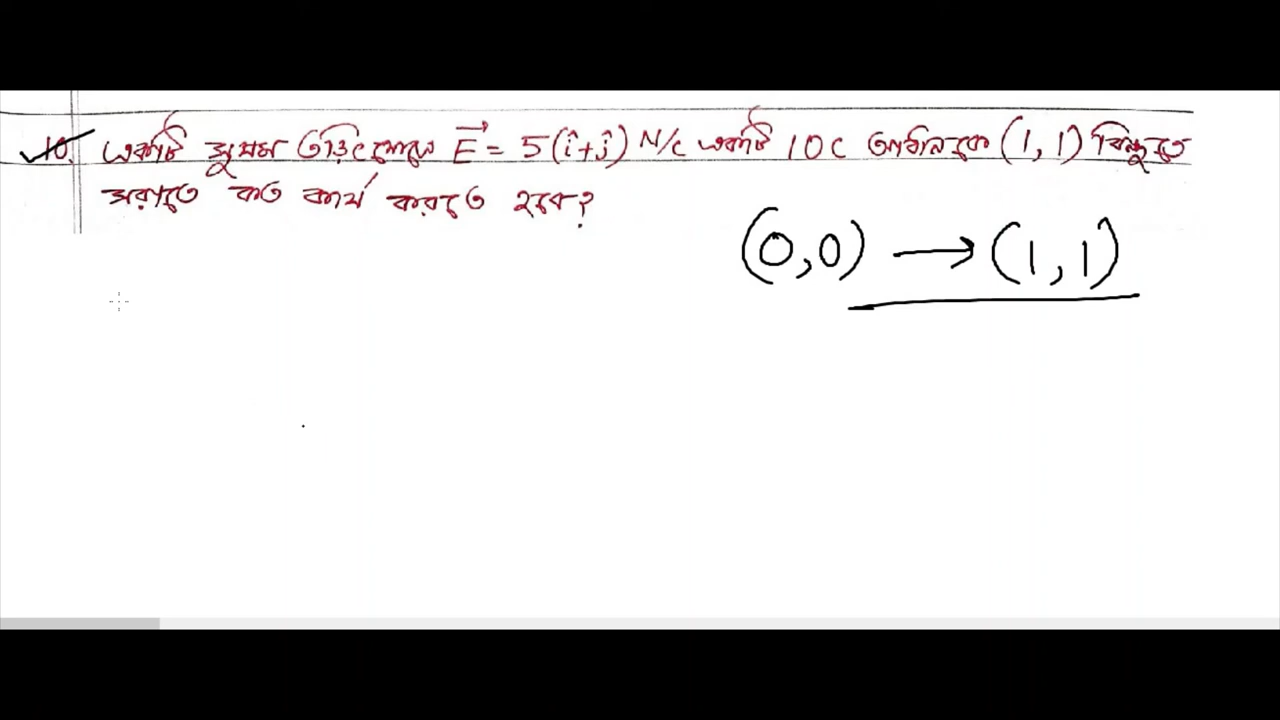 10. একটি সুষম তড়িৎক্ষেত্রে E⃗ = 5(î+ĵ) N/C একটি 10C আধানকে (1, 1) বিন্দুতে
সরাতে কত কার্য করতে হবে?
(0,0) → (1,1)